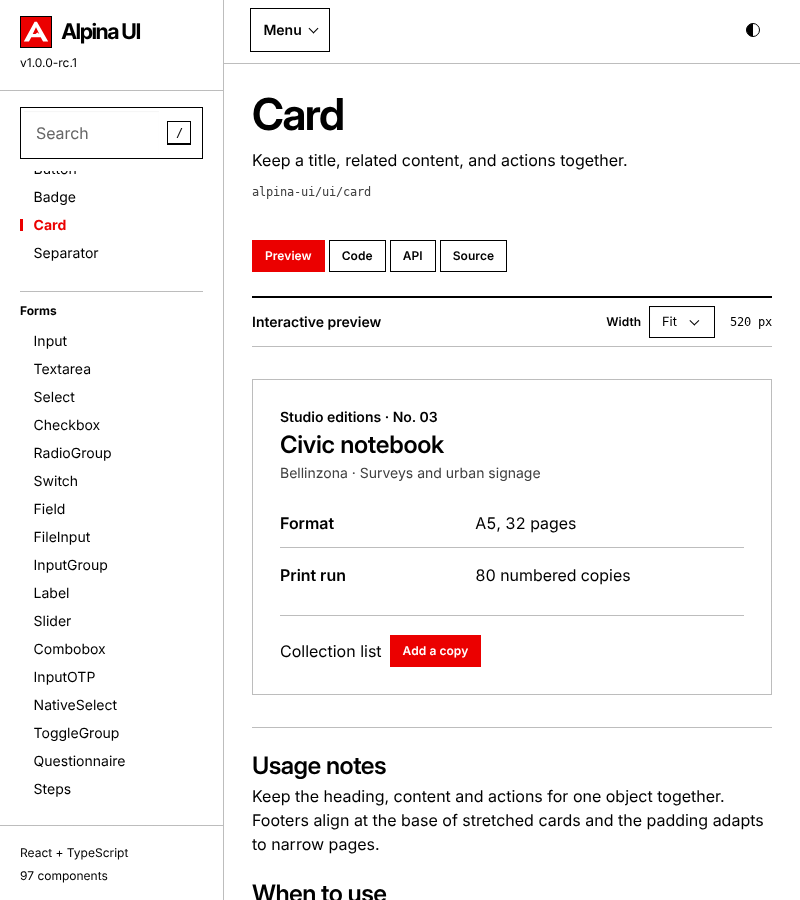 Alpina UI
v1.0.0-rc.1
Search /
Button
Badge
Card
Separator
Forms
Input
Textarea
Select
Checkbox
RadioGroup
Switch
Field
FileInput
InputGroup
Label
Slider
Combobox
InputOTP
NativeSelect
ToggleGroup
Questionnaire
Steps
React + TypeScript
97 components
Menu
Card
Keep a title, related content, and actions together.
alpina-ui/ui/card
Preview Code API Source
Interactive preview Width Fit 520 px
Studio editions · No. 03
Civic notebook
Bellinzona · Surveys and urban signage
Format A5, 32 pages
Print run 80 numbered copies
Collection list Add a copy
Usage notes
Keep the heading, content and actions for one object together.
Footers align at the base of stretched cards and the padding adapts
to narrow pages.
When to use